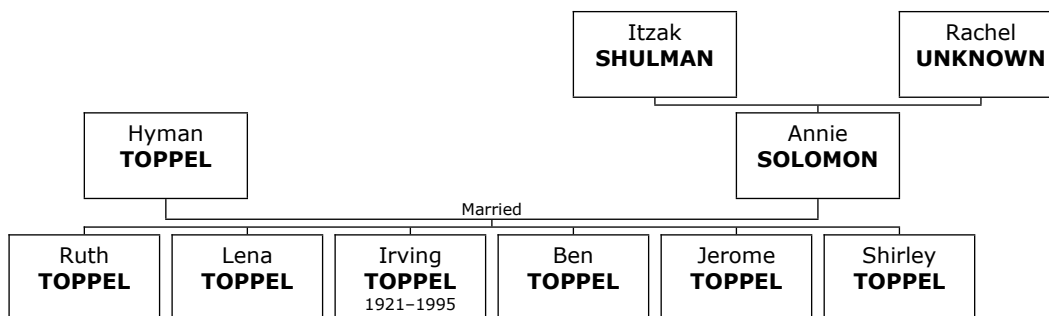 Itzak
SHULMAN
Rachel
UNKNOWN
Hyman
TOPPEL
Annie
SOLOMON
Married
Ruth
TOPPEL
Lena
TOPPEL
Irving
TOPPEL
1921–1995
Ben
TOPPEL
Jerome
TOPPEL
Shirley
TOPPEL